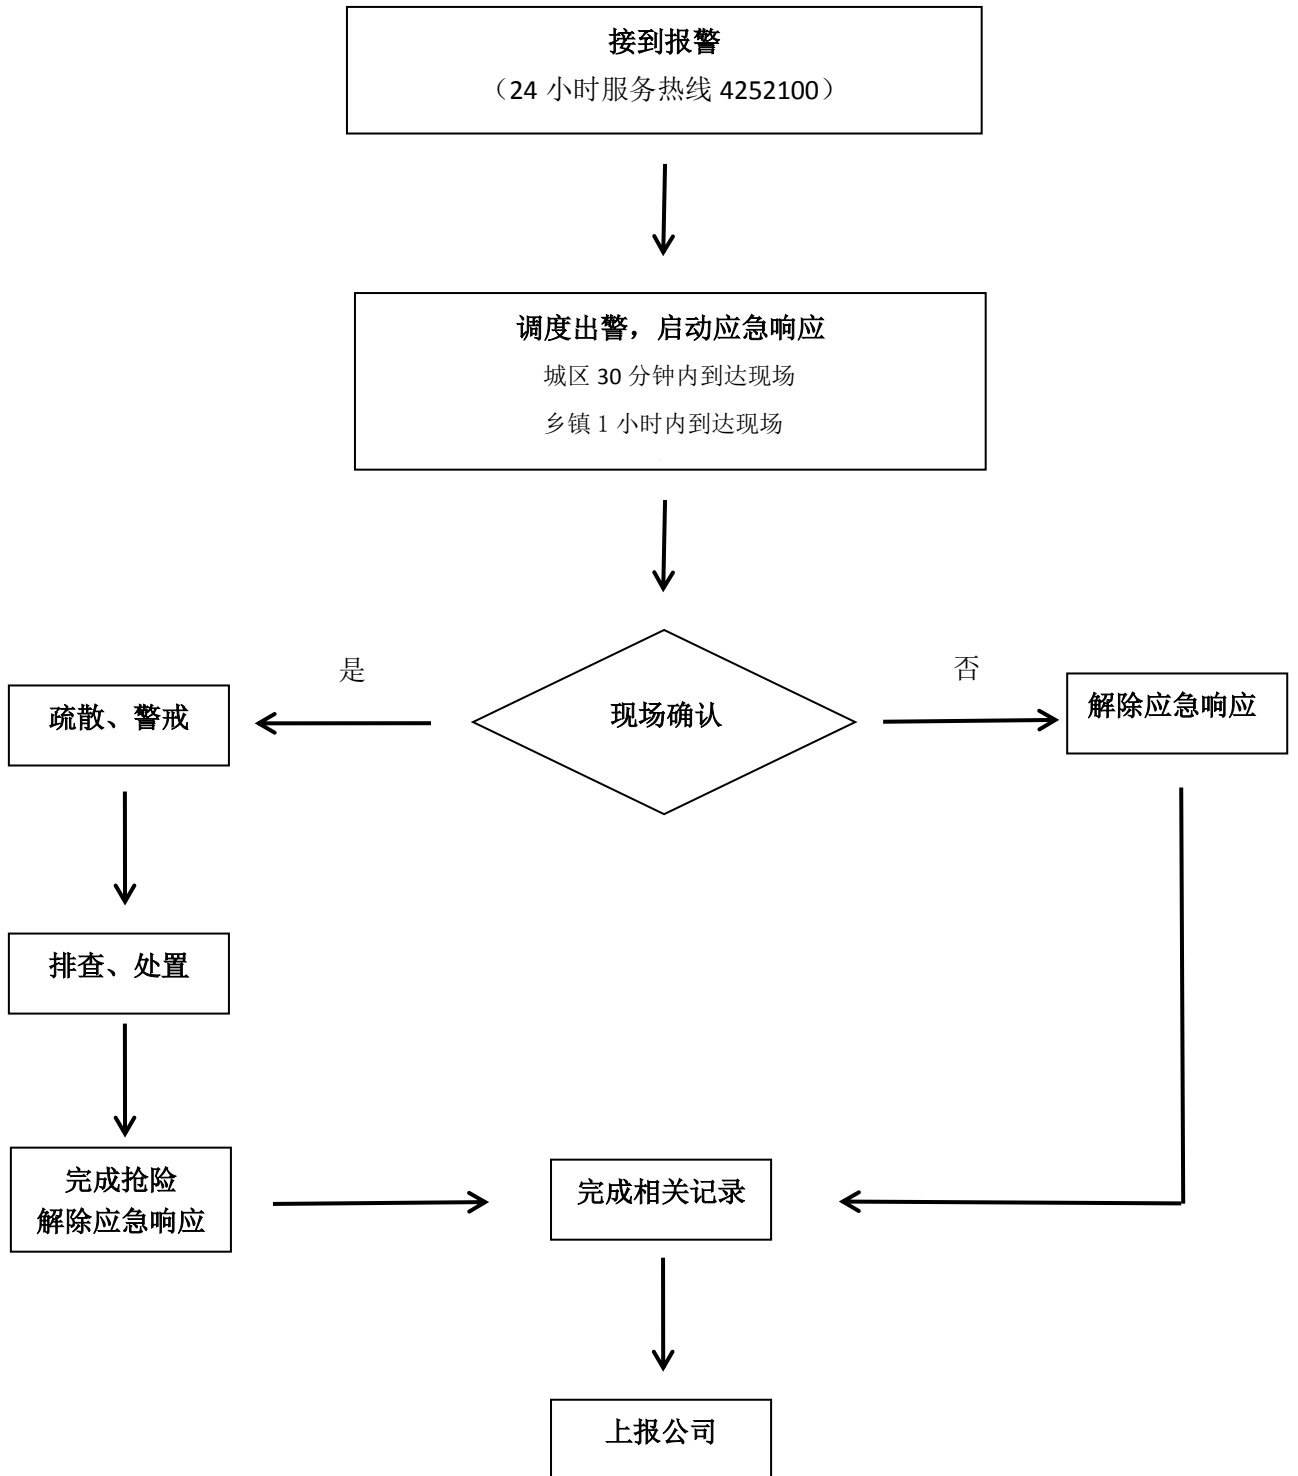 接到报警
（24 小时服务热线 4252100）
调度出警，启动应急响应
城区 30 分钟内到达现场
乡镇 1 小时内到达现场
是
否
疏散、警戒
现场确认
解除应急响应
排查、处置
完成抢险
解除应急响应
完成相关记录
上报公司